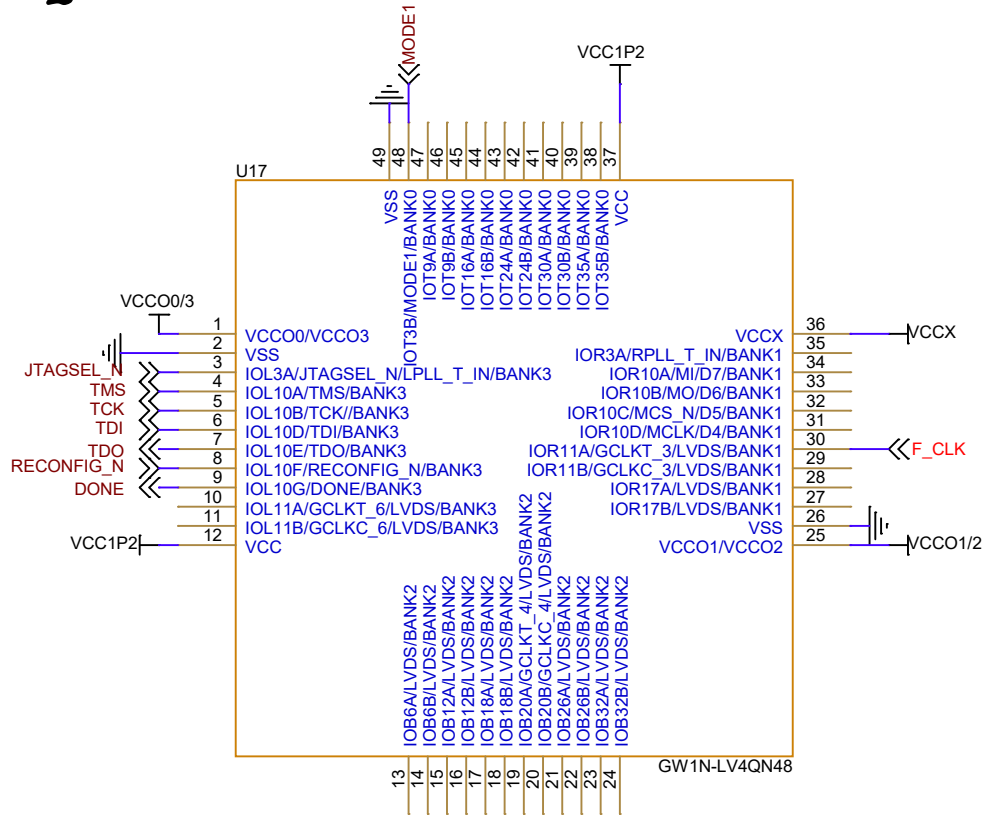 MODE1
VCC1P2
49
48
47
46
45
44
43
42
41
40
39
38
37
U17
VSS
IOT3B/MODE1/BANK0
IOT9A/BANK0
IOT9B/BANK0
IOT16A/BANK0
IOT16B/BANK0
IOT24A/BANK0
IOT24B/BANK0
IOT30A/BANK0
IOT30B/BANK0
IOT35A/BANK0
IOT35B/BANK0
VCC
VCCO0/3
1 VCCO0/VCCO3
2 VSS
JTAGSEL_N 3 IOL3A/JTAGSEL_N/LPLL_T_IN/BANK3
TMS 4 IOL10A/TMS/BANK3
TCK 5 IOL10B/TCK//BANK3
TDI 6 IOL10D/TDI/BANK3
TDO 7 IOL10E/TDO/BANK3
RECONFIG_N 8 IOL10F/RECONFIG_N/BANK3
DONE 9 IOL10G/DONE/BANK3
10 IOL11A/GCLKT_6/LVDS/BANK3
11 IOL11B/GCLKC_6/LVDS/BANK3
VCC1P2 12 VCC
VCCX 36 VCCX
IOR3A/RPLL_T_IN/BANK1 35
IOR10A/MI/D7/BANK1 34
IOR10B/MO/D6/BANK1 33
IOR10C/MCS_N/D5/BANK1 32
IOR10D/MCLK/D4/BANK1 31
IOR11A/GCLKT_3/LVDS/BANK1 30 F_CLK
IOR11B/GCLKC_3/LVDS/BANK1 29
IOR17A/LVDS/BANK1 28
IOR17B/LVDS/BANK1 27
VSS 26
VCCO1/VCCO2 25 VCCO1/2
IOB6A/LVDS/BANK2
IOB6B/LVDS/BANK2
IOB12A/LVDS/BANK2
IOB12B/LVDS/BANK2
IOB18A/LVDS/BANK2
IOB18B/LVDS/BANK2
IOB20A/GCLKT_4/LVDS/BANK2
IOB20B/GCLKC_4/LVDS/BANK2
IOB26A/LVDS/BANK2
IOB26B/LVDS/BANK2
IOB32A/LVDS/BANK2
IOB32B/LVDS/BANK2
GW1N-LV4QN48
13
14
15
16
17
18
19
20
21
22
23
24